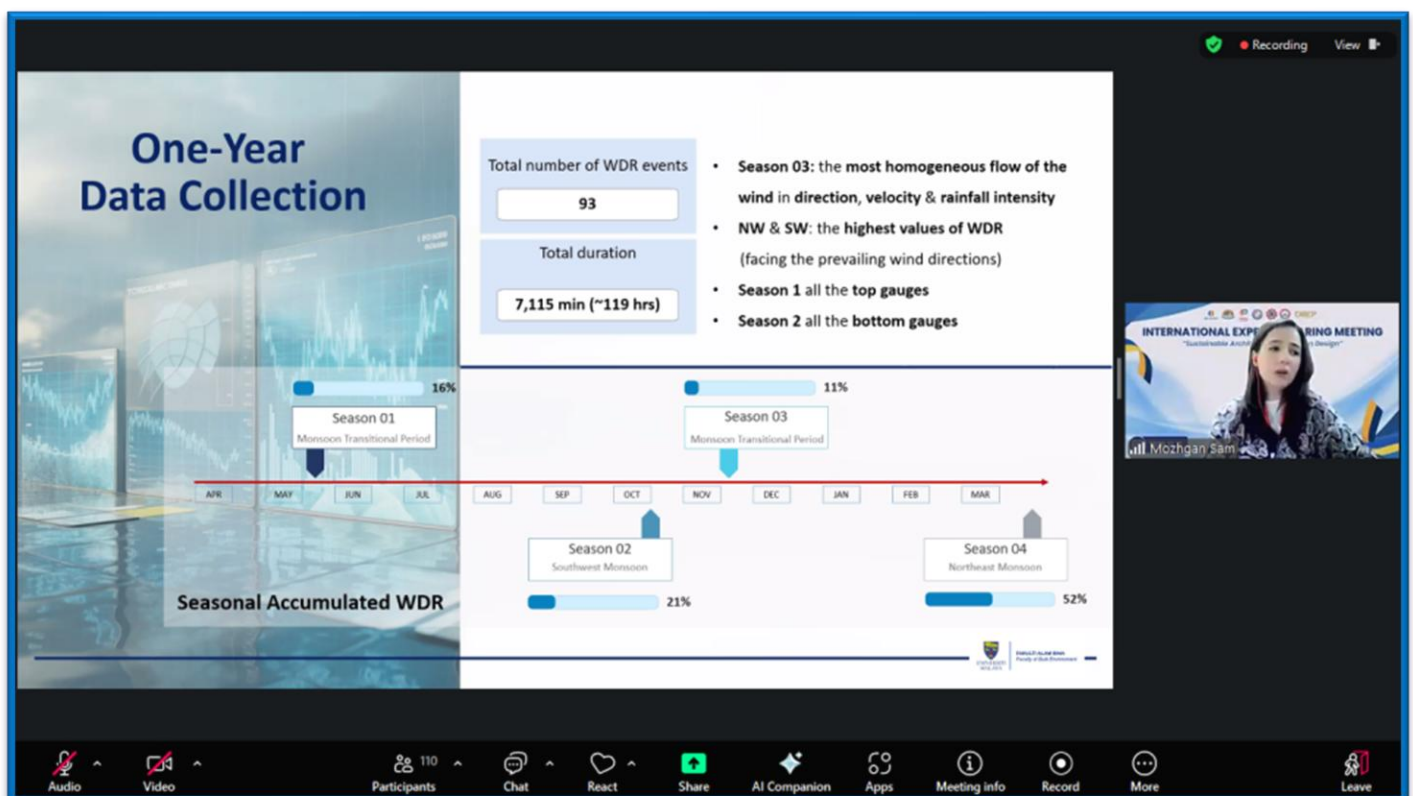 Recording
View
One-Year
Data Collection
Total number of WDR events
93
Total duration
7,115 min (~119 hrs)
• Season 03: the most homogeneous flow of the
wind in direction, velocity & rainfall intensity
• NW & SW: the highest values of WDR
(facing the prevailing wind directions)
• Season 1 all the top gauges
• Season 2 all the bottom gauges
16%
Season 01
Monsoon Transitional Period
11%
Season 03
Monsoon Transitional Period
APR MAY JUN JUL AUG SEP OCT NOV DEC JAN FEB MAR
Season 02
Southwest Monsoon
21%
Season 04
Northeast Monsoon
52%
Seasonal Accumulated WDR
INTERNATIONAL RING MEETING
Mozhgan Sam
Audio
Video
Participants 110
Chat
React
Share
AI Companion
Apps
Meeting info
Record
More
Leave